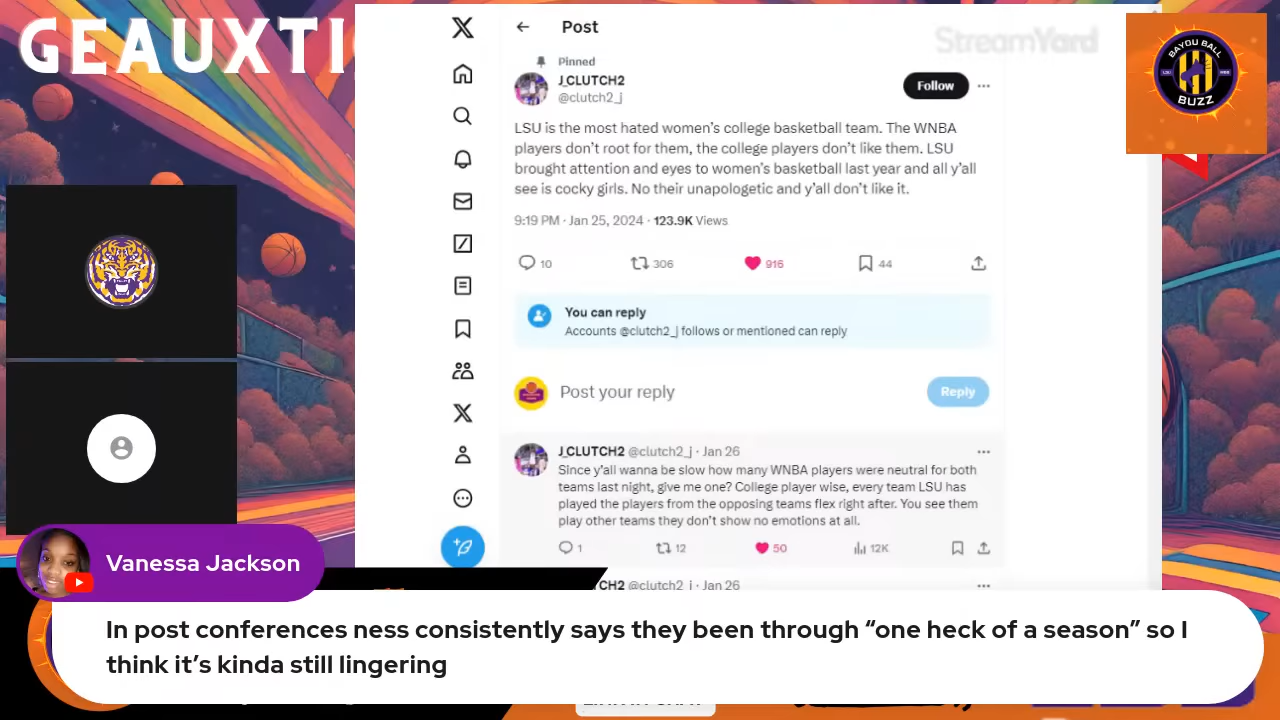 GEAUXTI
Post
StreamYard
BAYOU BALL
BUZZ
Pinned
J_CLUTCH2
@clutch2_j
Follow
LSU is the most hated women's college basketball team. The WNBA
players don't root for them, the college players don't like them. LSU
brought attention and eyes to women's basketball last year and all y'all
see is cocky girls. No their unapologetic and y'all don't like it.
9:19 PM · Jan 25, 2024 · 123.9K Views
10 306 916 44
You can reply
Accounts @clutch2_j follows or mentioned can reply
Post your reply
Reply
J_CLUTCH2 @clutch2_j · Jan 26
Since y'all wanna be slow how many WNBA players were neutral for both
teams last night, give me one? College player wise, every team LSU has
played the players from the opposing teams flex right after. You see them
play other teams they don't show no emotions at all.
1 12 50 12K
CH2 @clutch2_j · Jan 26
Vanessa Jackson
In post conferences ness consistently says they been through “one heck of a season” so I
think it’s kinda still lingering